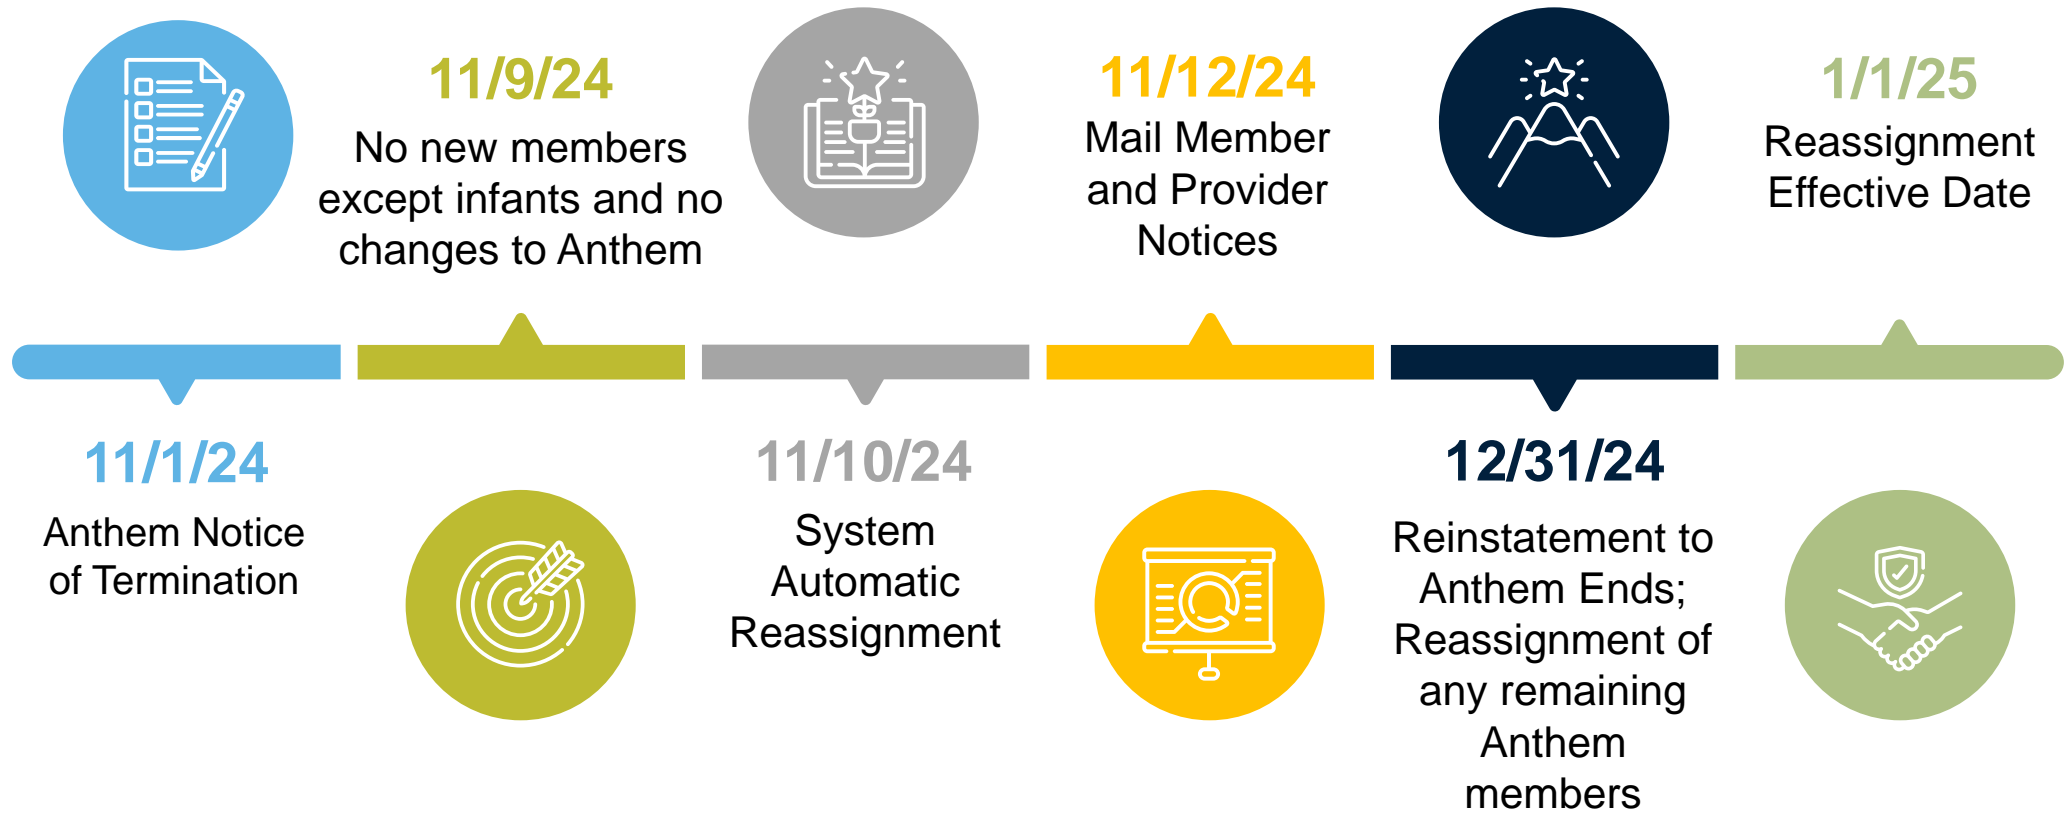 11/1/24
Anthem Notice
of Termination
11/9/24
No new members
except infants and no
changes to Anthem
11/10/24
System
Automatic
Reassignment
11/12/24
Mail Member
and Provider
Notices
12/31/24
Reinstatement to
Anthem Ends;
Reassignment of
any remaining
Anthem
members
1/1/25
Reassignment
Effective Date